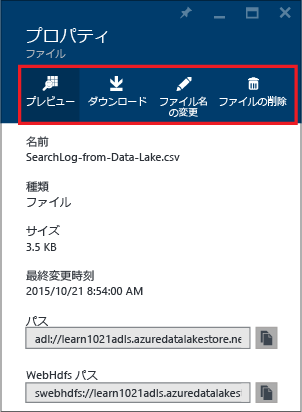 プロパティ
ファイル
プレビュー
ダウンロード
ファイル名
の変更
ファイルの削除
名前
SearchLog-from-Data-Lake.csv
種類
ファイル
サイズ
3.5 KB
最終変更時刻
2015/10/21 8:54:00 AM
パス
adl://learn1021adls.azuredatalakestore.ne
WebHdfs パス
swebhdfs://learn1021adls.azuredatalakes